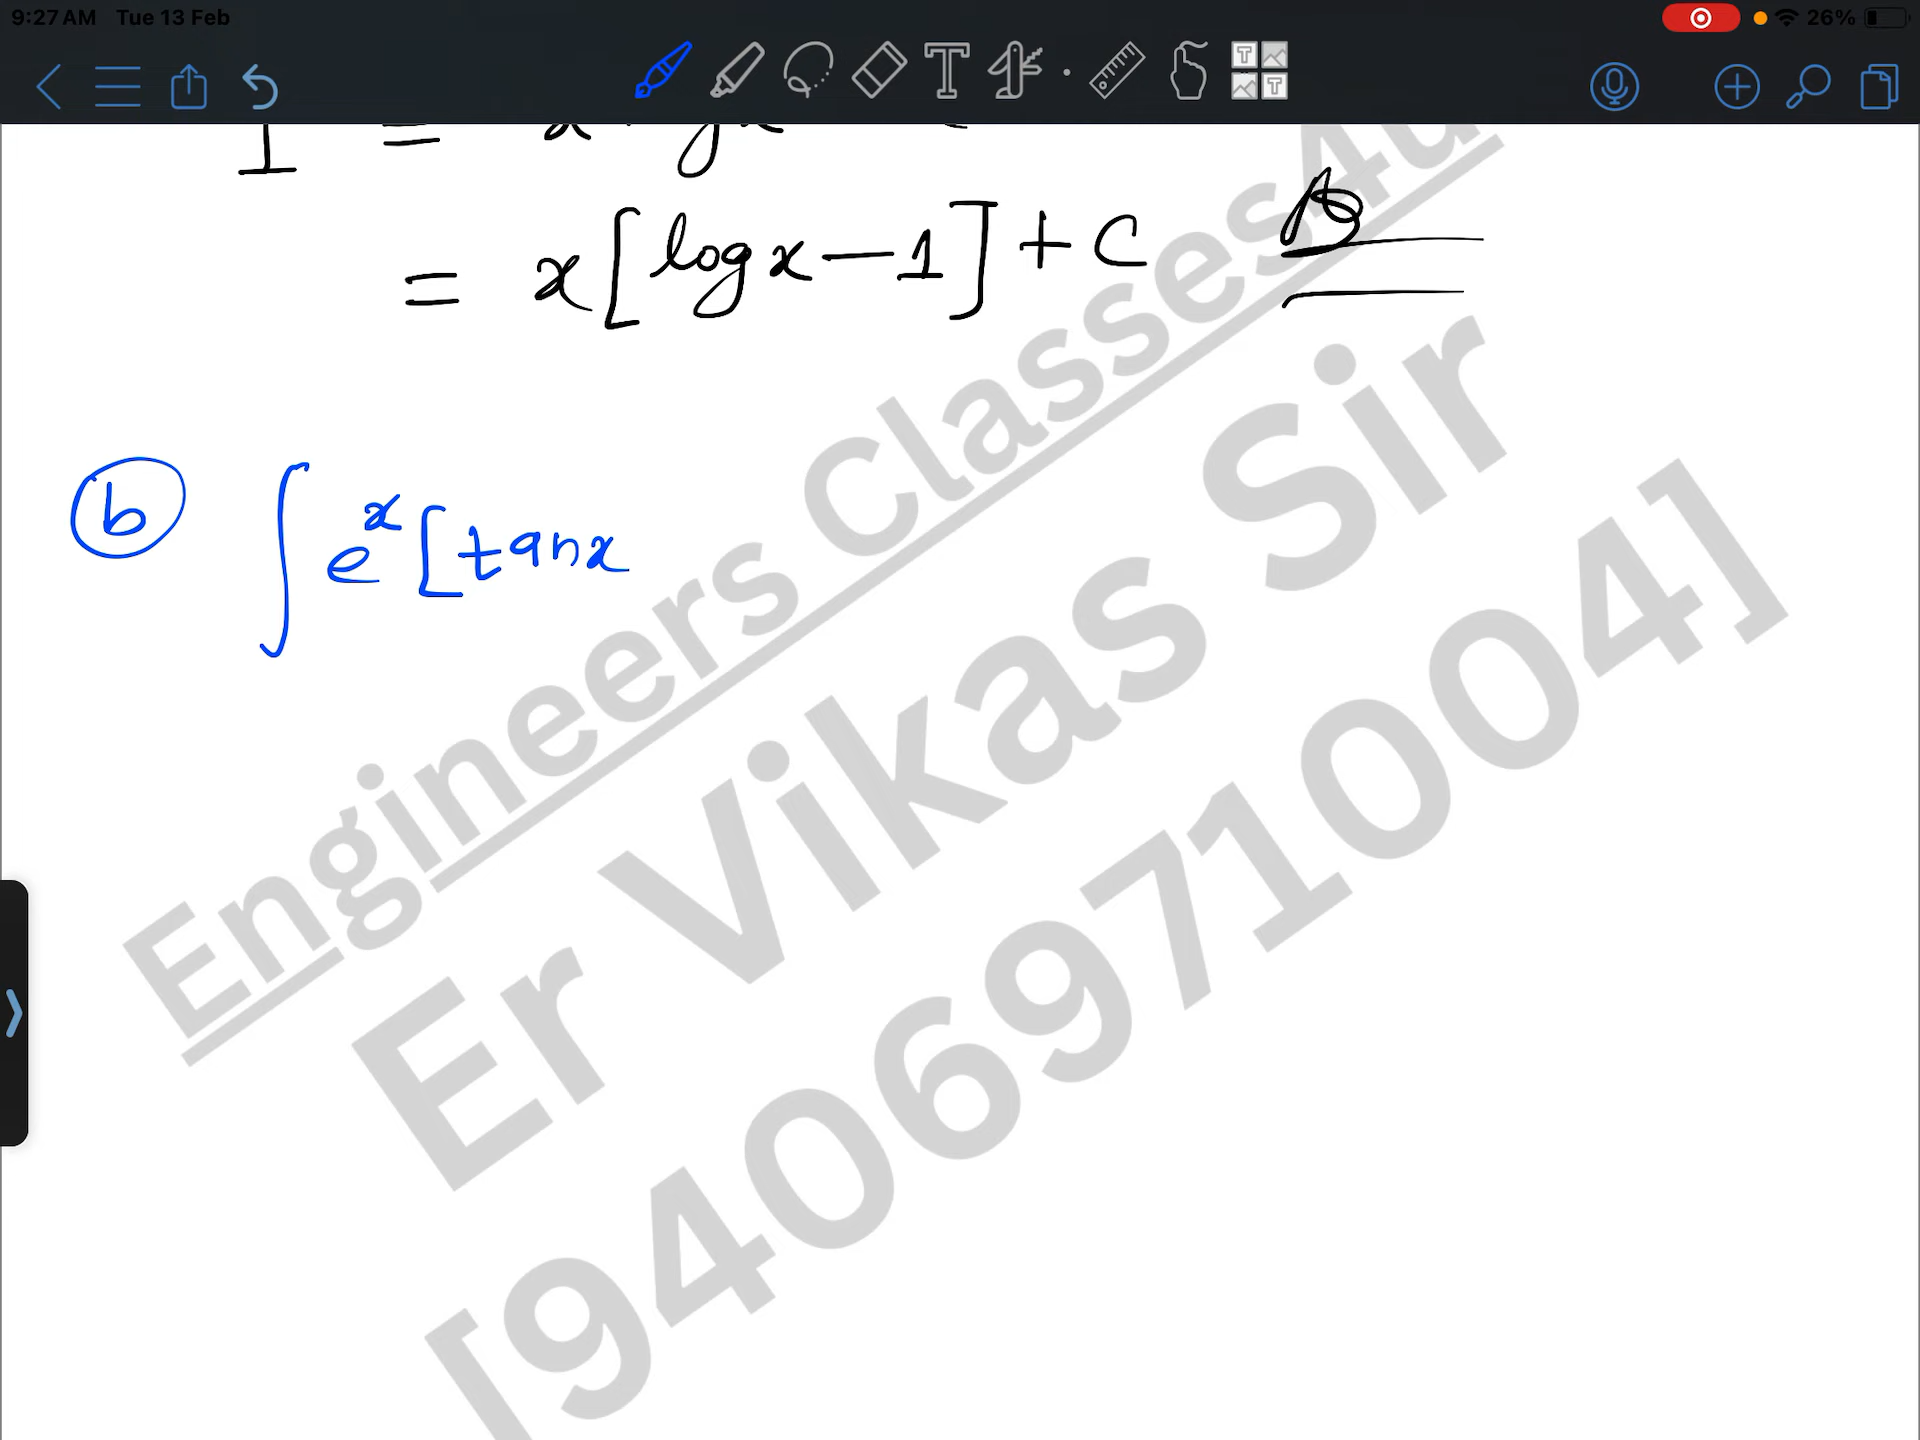 9:27 AM Tue 13 Feb 26%
I =
= x[log x - 1] + C
b ∫ e^x [tan x
Engineers Classes4u
Er Vikas Sir
[9406971004]